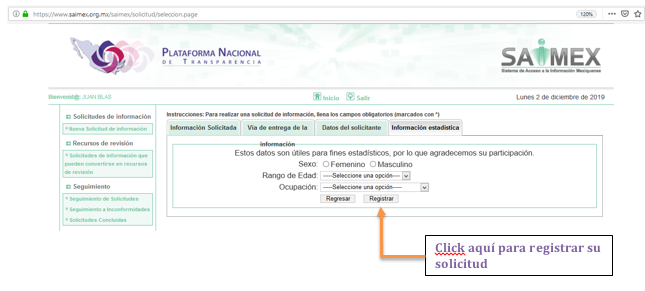 https://www.saimex.org.mx/saimex/solicitud/seleccion.page
120%
PLATAFORMA NACIONAL
DE TRANSPARENCIA
SAIMEX
Sistema de Acceso a la Información Mexiquense
Bienvenid@: JUAN BLAS
Inicio Salir
Lunes 2 de diciembre de 2019
Solicitudes de información
Nueva Solicitud de información
Recursos de revisión
Solicitudes de información que
pueden convertirse en recursos
de revisión
Seguimiento
Seguimiento de Solicitudes
Seguimiento a Inconformidades
Solicitudes Concluidas
Instrucciones: Para realizar una solicitud de información, llena los campos obligatorios (marcados con *)
Información Solicitada Vía de entrega de la Datos del solicitante Información estadística
información
Estos datos son útiles para fines estadísticos, por lo que agradecemos su participación.
Sexo: Femenino Masculino
Rango de Edad: ----Seleccione una opción----
Ocupación: ----Seleccione una opción-----
Regresar Registrar
Click aquí para registrar su
solicitud